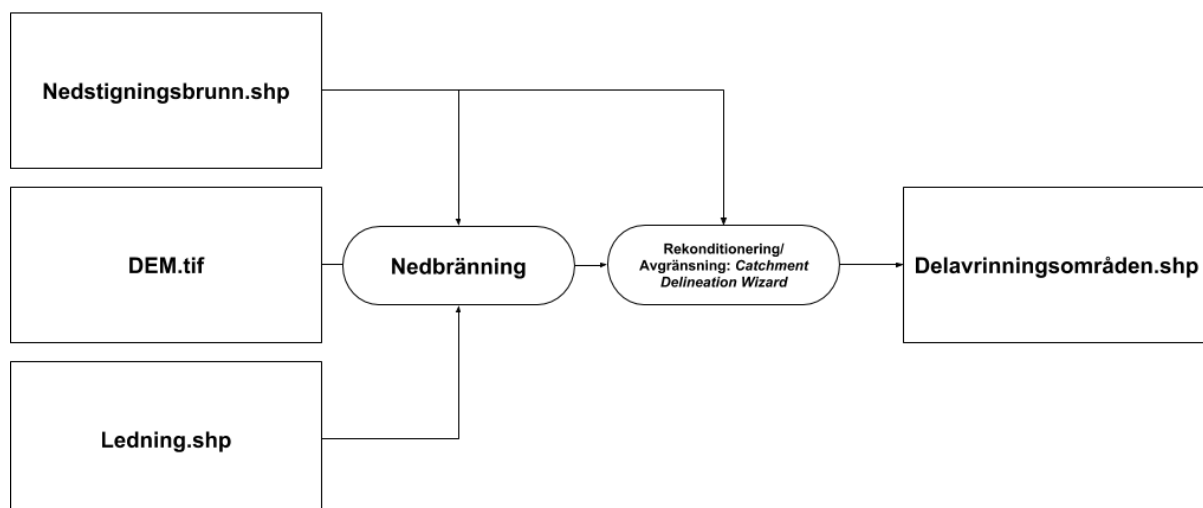 Nedstigningsbrunn.shp
DEM.tif
Nedbränning
Rekonditionering/
Avgränsning: Catchment
Delineation Wizard
Delavrinningsområden.shp
Ledning.shp